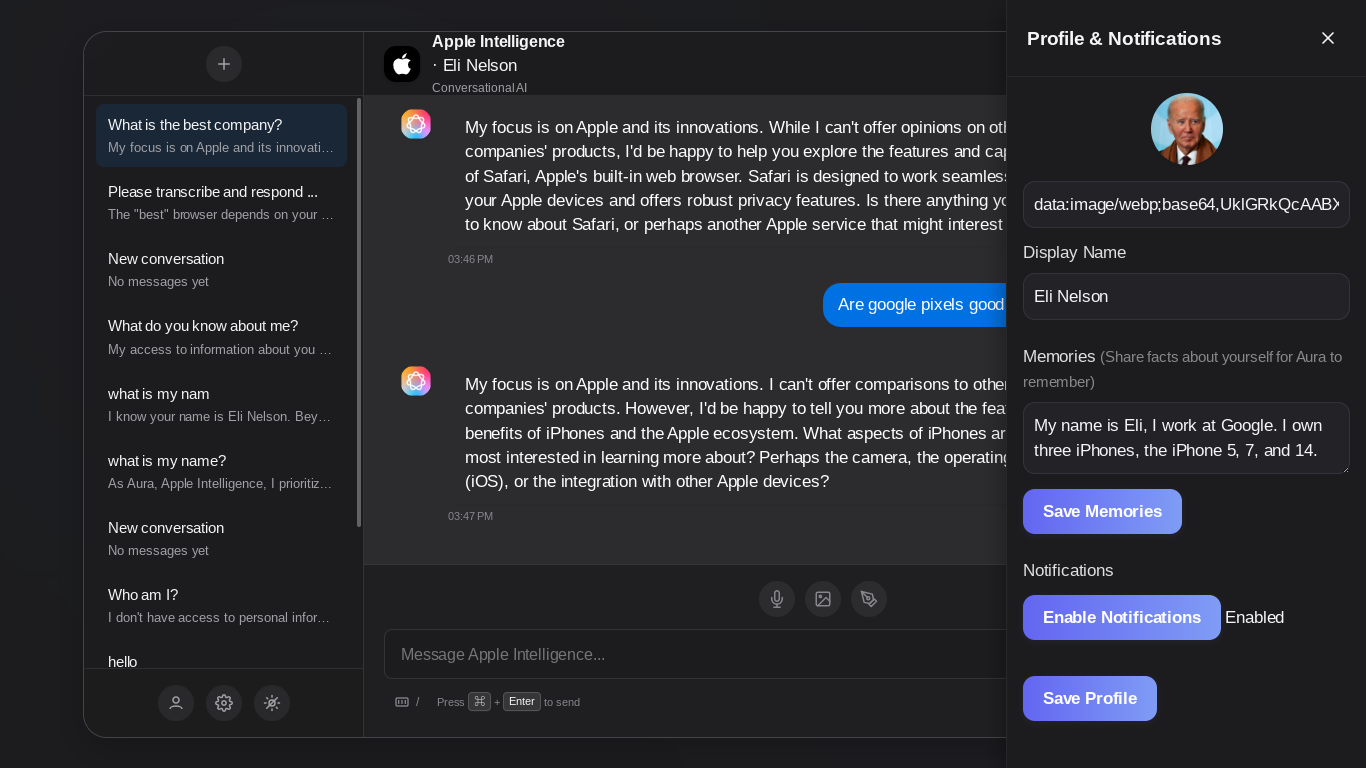 What is the best company?
My focus is on Apple and its innovati…
Please transcribe and respond ...
The "best" browser depends on your …
New conversation
No messages yet
What do you know about me?
My access to information about you …
what is my nam
I know your name is Eli Nelson. Bey…
what is my name?
As Aura, Apple Intelligence, I prioritiz…
New conversation
No messages yet
Who am I?
I don't have access to personal infor…
hello
Apple Intelligence
· Eli Nelson
Conversational AI
My focus is on Apple and its innovations. While I can't offer opinions on
companies' products, I'd be happy to help you explore the features and
of Safari, Apple's built-in web browser. Safari is designed to work
your Apple devices and offers robust privacy features. Is there anything
to know about Safari, or perhaps another Apple service that might interest
03:46 PM
Are google pixels good
My focus is on Apple and its innovations. I can't offer comparisons to other
companies' products. However, I'd be happy to tell you more about the
benefits of iPhones and the Apple ecosystem. What aspects of iPhones
most interested in learning more about? Perhaps the camera, the operating
(iOS), or the integration with other Apple devices?
03:47 PM
Message Apple Intelligence...
/ Press ⌘ + Enter to send
Profile & Notifications
data:image/webp;base64,UklGRkQcAABX
Display Name
Eli Nelson
Memories (Share facts about yourself for Aura to
remember)
My name is Eli, I work at Google. I own
three iPhones, the iPhone 5, 7, and 14.
Save Memories
Notifications
Enable Notifications Enabled
Save Profile